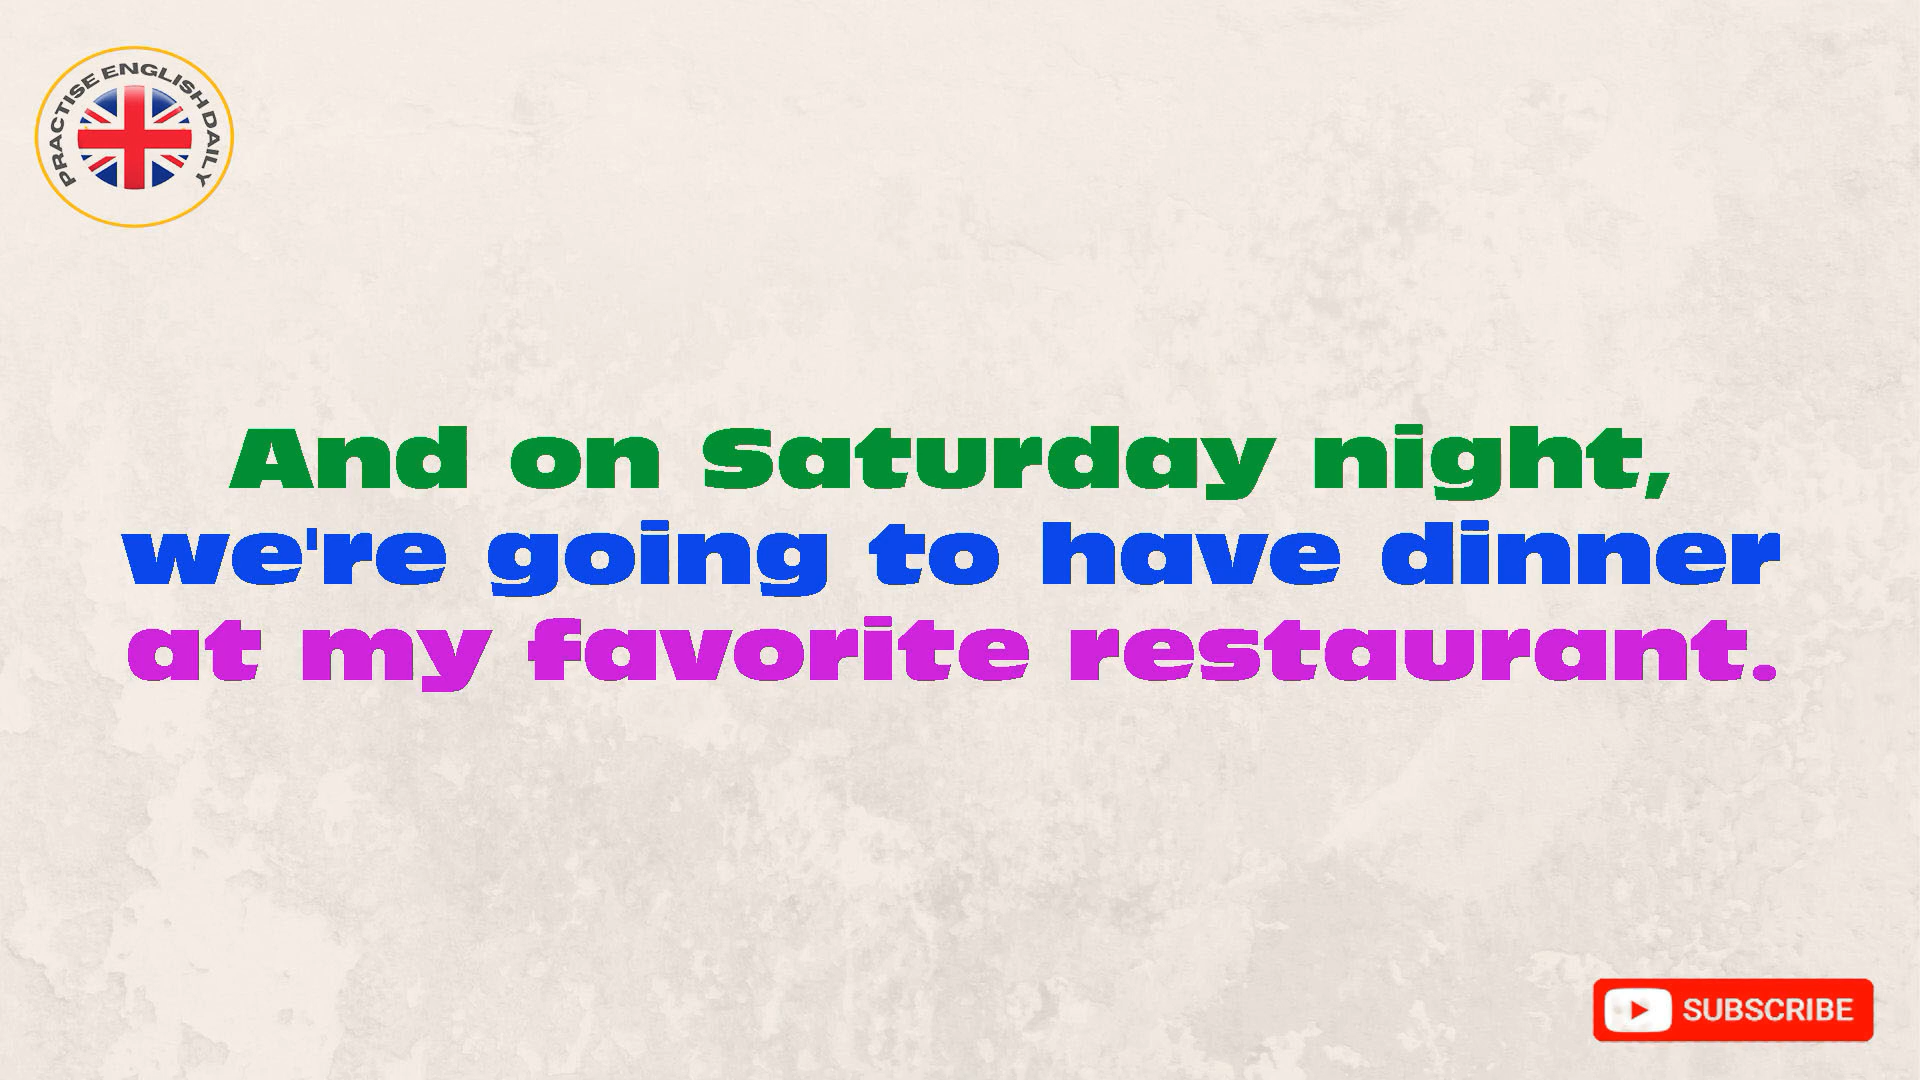 PRACTISE ENGLISH DAILY
And on Saturday night,
we're going to have dinner
at my favorite restaurant.
SUBSCRIBE